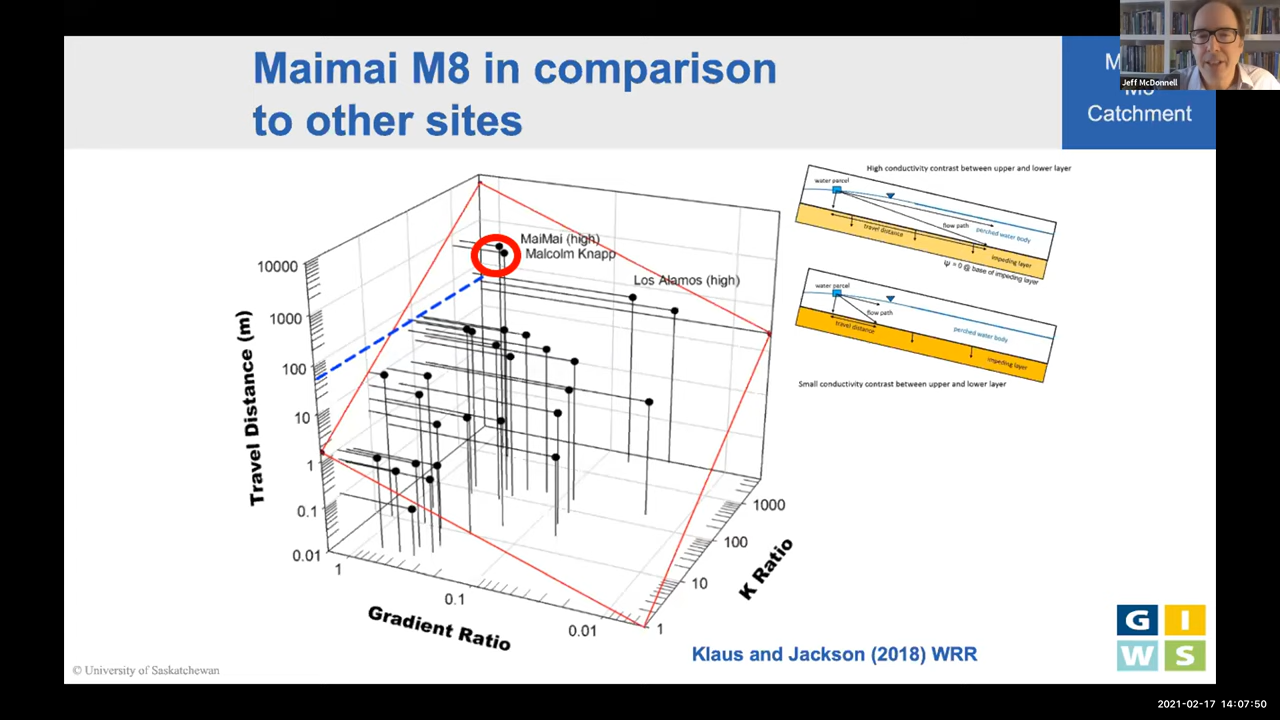 Maimai M8 in comparison
to other sites
Catchment
Jeff McDonnell
MaiMai (high)
Malcolm Knapp
Los Alamos (high)
10000
1000
100
10
1
0.1
0.01
Travel Distance (m)
1
0.1
0.01
Gradient Ratio
1000
100
10
1
K Ratio
High conductivity contrast between upper and lower layer
water parcel
travel distance
flow path
perched water body
impeding layer
Ψ = 0 @ base of impeding layer
water parcel
flow path
travel distance
perched water body
impeding layer
Small conductivity contrast between upper and lower layer
Klaus and Jackson (2018) WRR
G I
W S
© University of Saskatchewan
2021-02-17 14:07:50